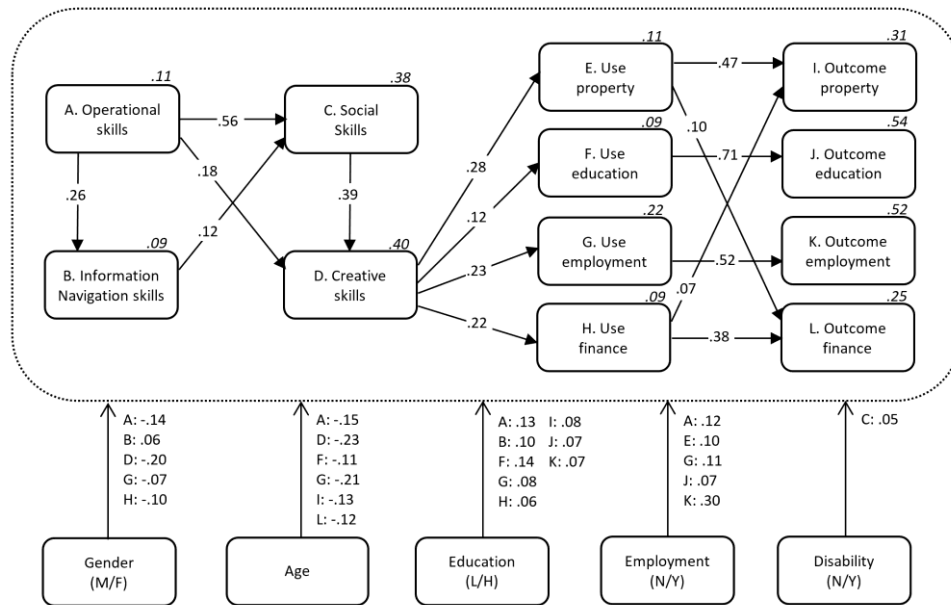 .11
A. Operational
skills
.38
C. Social
Skills
.11
E. Use
property
.31
I. Outcome
property
.56
.47
.10
.18
.26
.12
.39
.28
.09
F. Use
education
.71
.54
J. Outcome
education
.12
.09
B. Information
Navigation skills
.40
D. Creative
skills
.23
.22
G. Use
employment
.52
.52
K. Outcome
employment
.07
.22
.09
H. Use
finance
.38
.25
L. Outcome
finance
A: -.14
B: .06
D: -.20
G: -.07
H: -.10
A: -.15
D: -.23
F: -.11
G: -.21
I: -.13
L: -.12
A: .13 I: .08
B: .10 J: .07
F: .14 K: .07
G: .08
H: .06
A: .12
E: .10
G: .11
J: .07
K: .30
C: .05
Gender
(M/F)
Age
Education
(L/H)
Employment
(N/Y)
Disability
(N/Y)